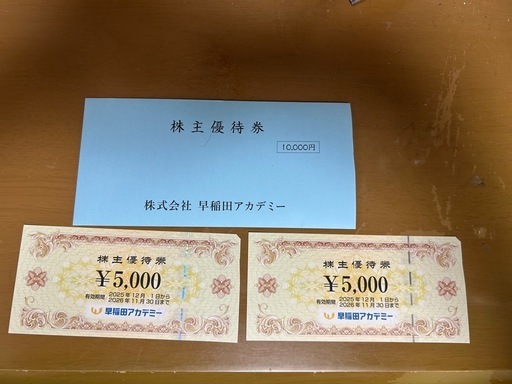 株主優待券
10,000円
株式会社 早稲田アカデミー
株主優待券
¥5,000
有効期間 2025年12月 1日から
2026年11月30日まで
早稲田アカデミー
株主優待券
¥5,000
有効期間 2025年12月 1日から
2026年11月30日まで
早稲田アカデミー